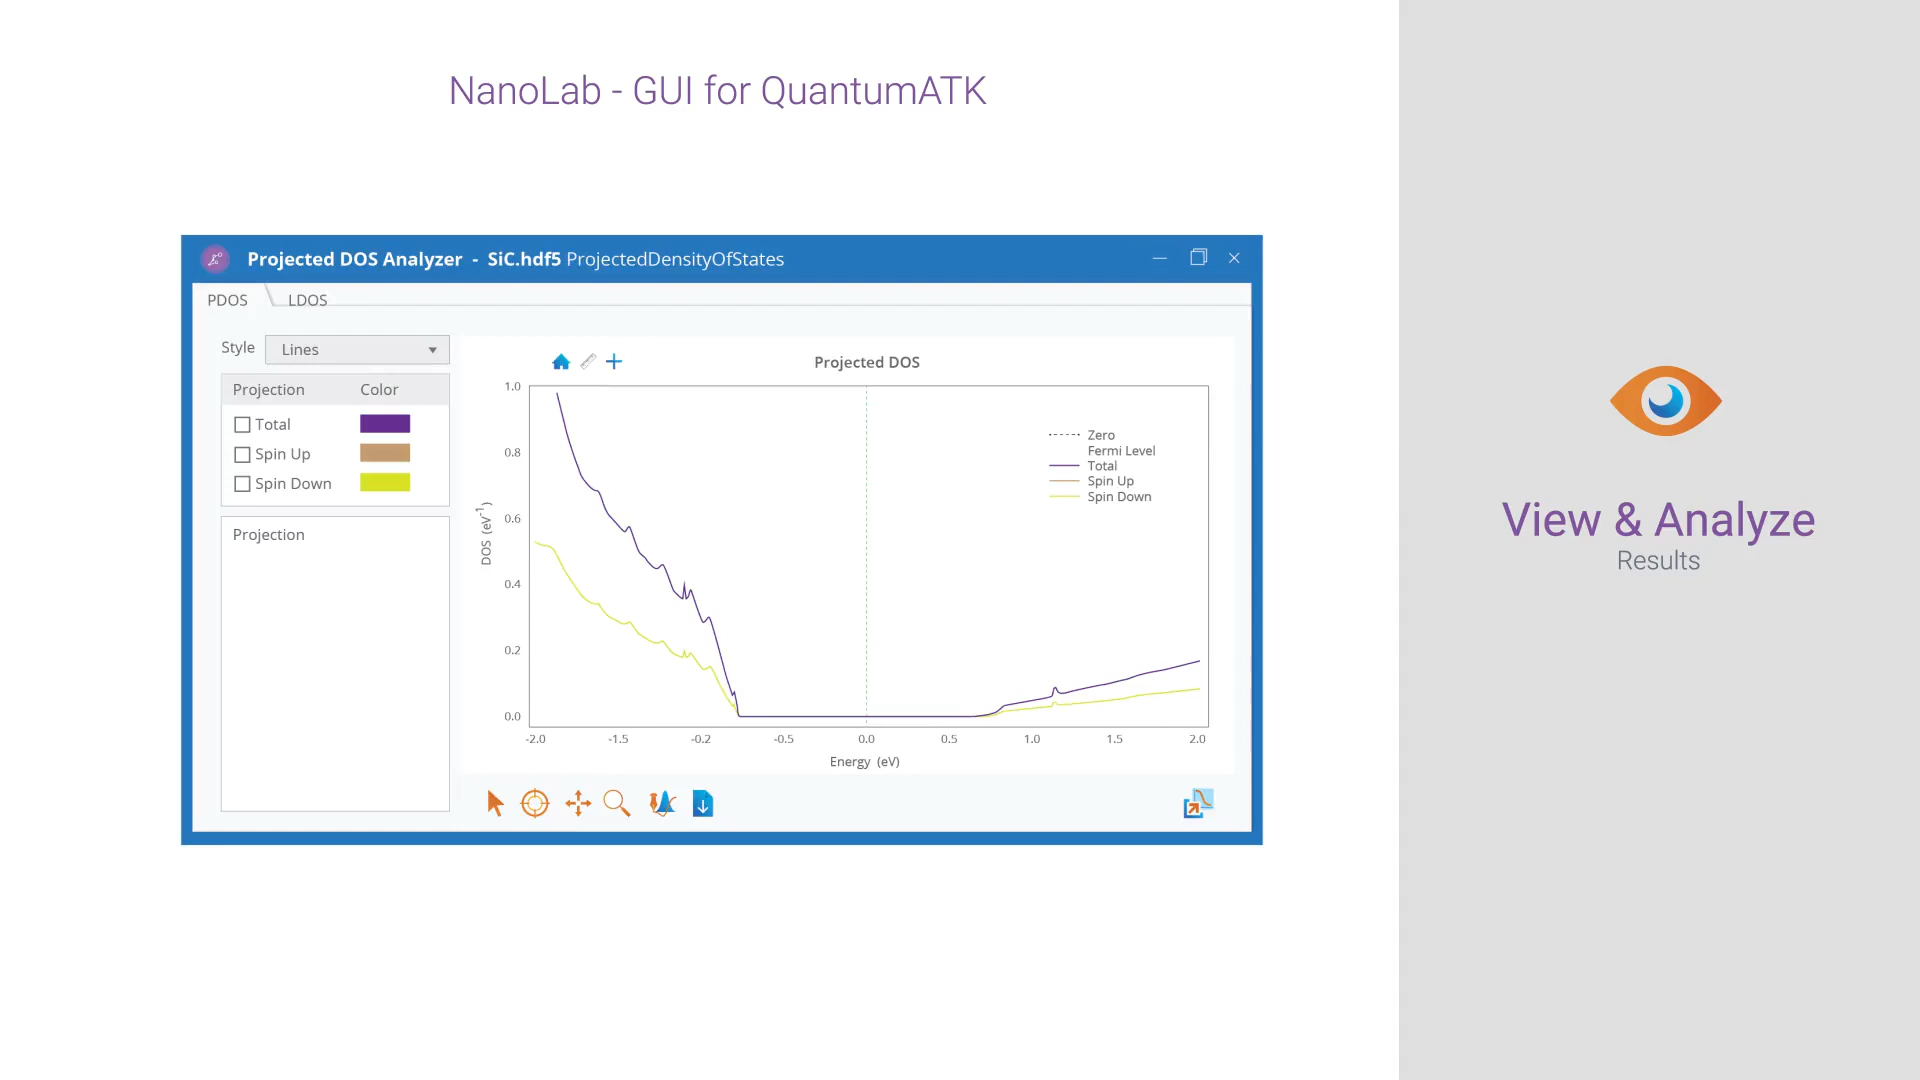 NanoLab - GUI for QuantumATK
Projected DOS Analyzer - SiC.hdf5 ProjectedDensityOfStates
PDOS LDOS
Style Lines
Projection Color
Total
Spin Up
Spin Down
Projection
Projected DOS
1.0
0.8
0.6
0.4
0.2
0.0
DOS (eV-1)
Zero
Fermi Level
Total
Spin Up
Spin Down
-2.0 -1.5 -0.2 -0.5 0.0 0.5 1.0 1.5 2.0
Energy (eV)
View & Analyze
Results